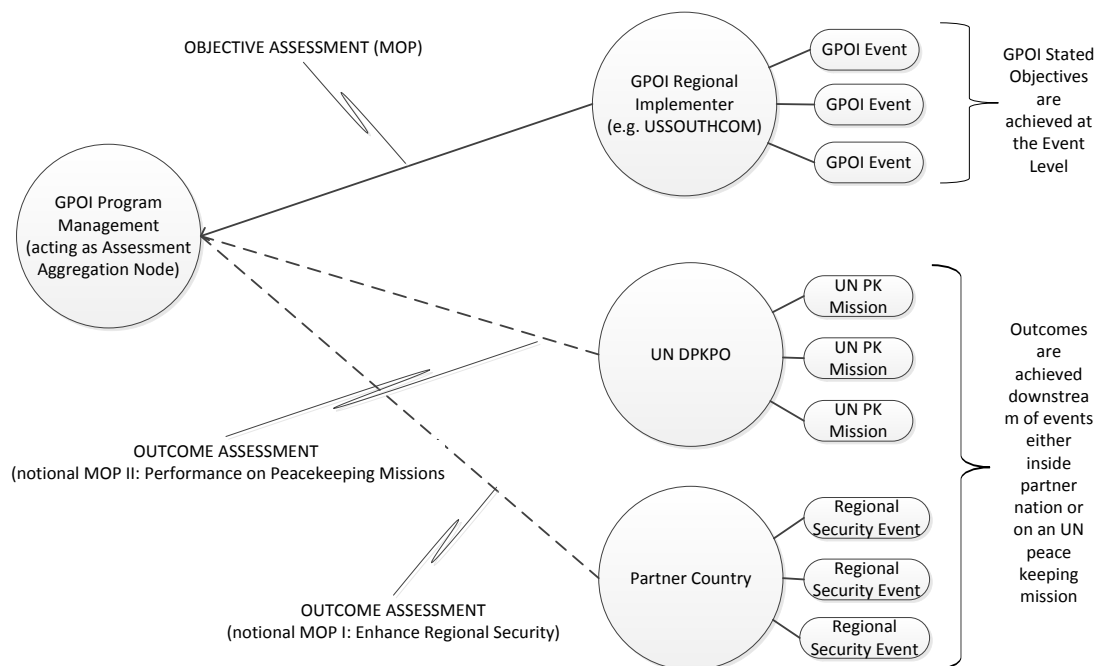 OBJECTIVE ASSESSMENT (MOP)
GPOI Regional
Implementer
(e.g. USSOUTHCOM)
GPOI Event
GPOI Event
GPOI Event
GPOI Stated
Objectives
are
achieved at
the Event
Level
GPOI Program
Management
(acting as Assessment
Aggregation Node)
UN DPKPO
UN PK
Mission
UN PK
Mission
UN PK
Mission
OUTCOME ASSESSMENT
(notional MOP II: Performance on Peacekeeping Missions
Outcomes
are
achieved
downstrea
m of events
either
inside
partner
nation or
on an UN
peace
keeping
mission
Partner Country
Regional
Security Event
Regional
Security Event
Regional
Security Event
OUTCOME ASSESSMENT
(notional MOP I: Enhance Regional Security)